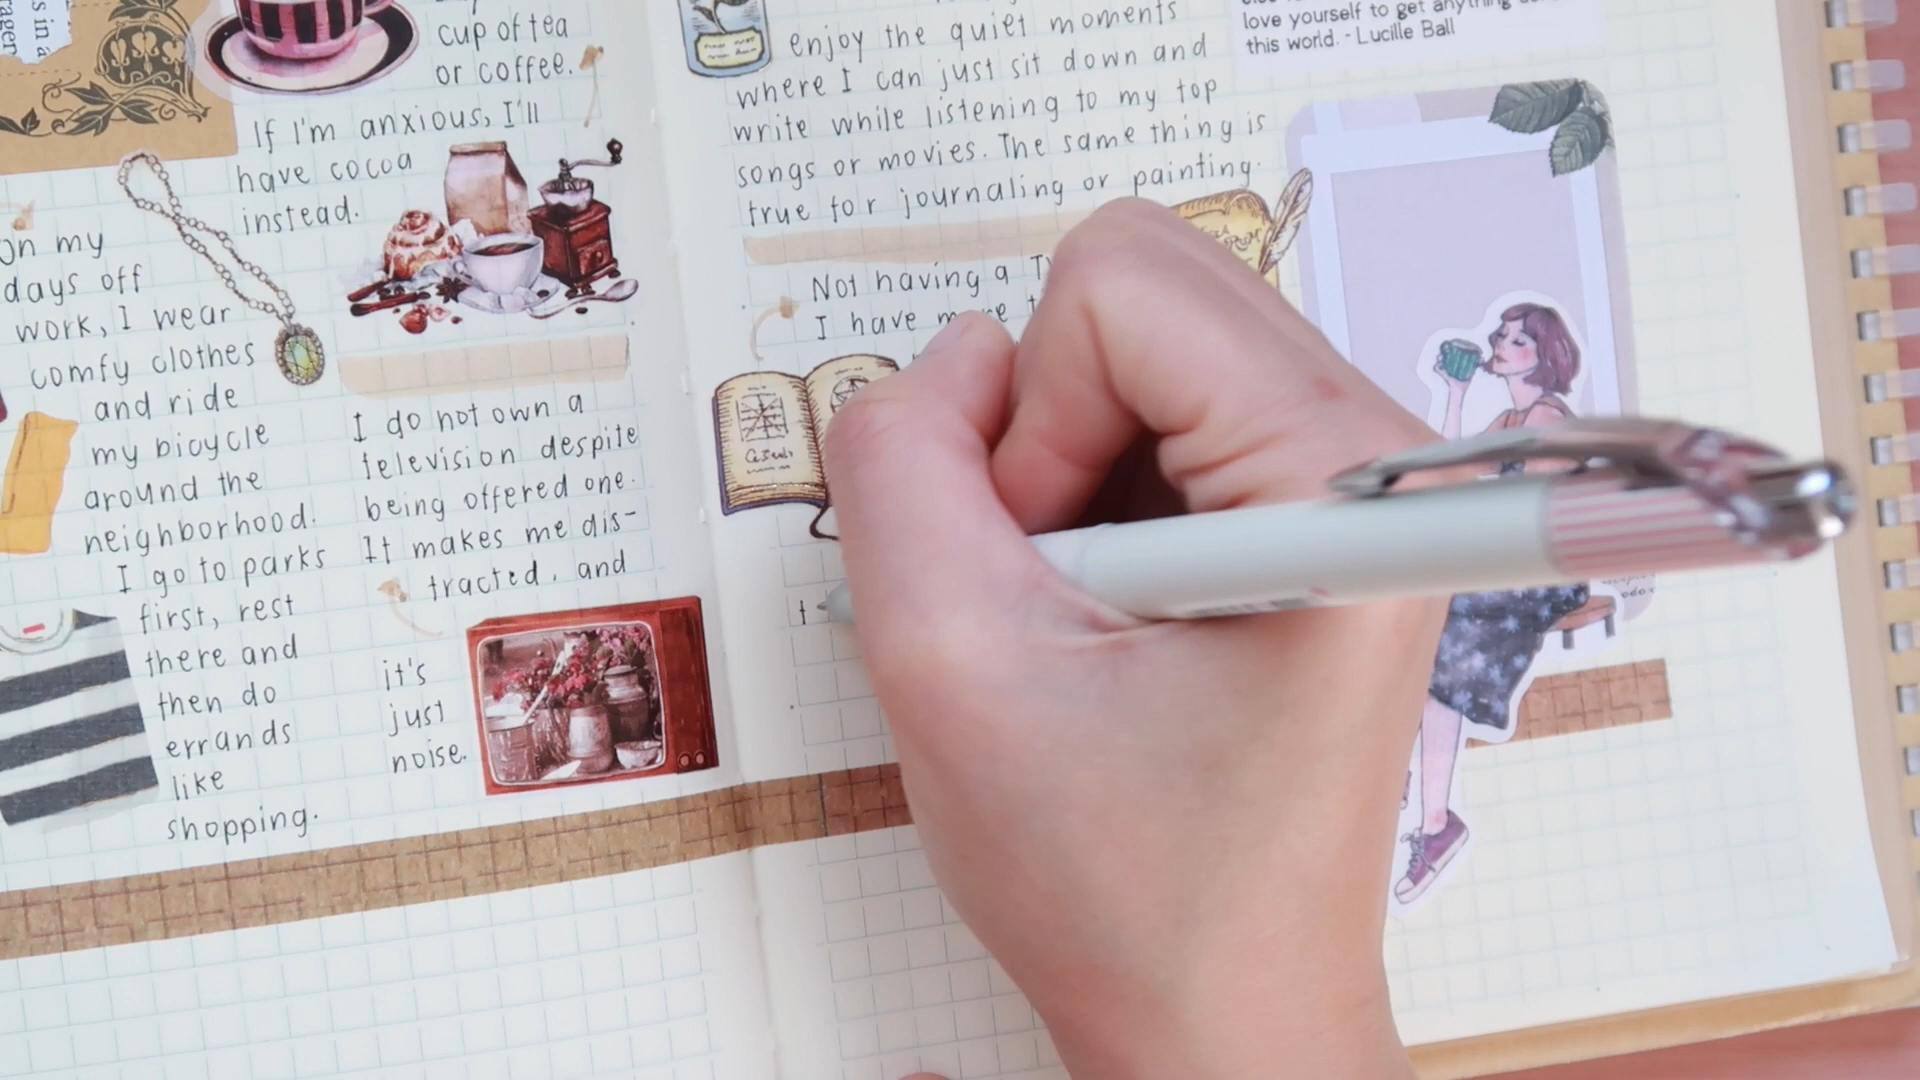 cup of tea
or coffee.
If I'm anxious, I'll
have cocoa
instead.
On my
days off
work, I wear
comfy clothes
and ride
my bicycle
around the
neighborhood.
I go to parks
first, rest
there and
then do
errands
like
shopping.
I do not own a
television despite
being offered one.
It makes me dis-
tracted, and
it's
just
noise.
enjoy the quiet moments
where I can just sit down and
write while listening to my top
songs or movies. The same thing is
true for journaling or painting.
Not having a
I have more
love yourself to get anything
this world. - Lucille Ball